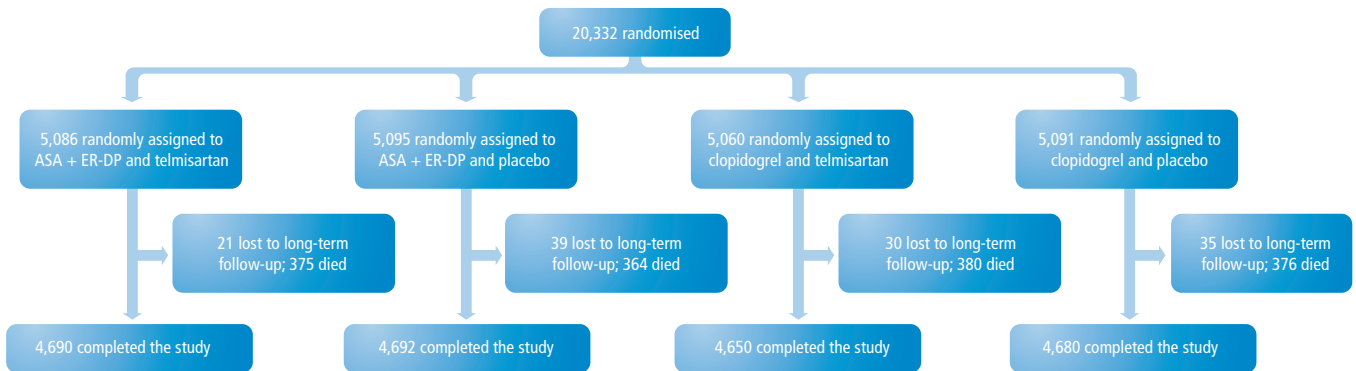 20,332 randomised
5,086 randomly assigned to
ASA + ER-DP and telmisartan
5,095 randomly assigned to
ASA + ER-DP and placebo
5,060 randomly assigned to
clopidogrel and telmisartan
5,091 randomly assigned to
clopidogrel and placebo
21 lost to long-term
follow-up; 375 died
39 lost to long-term
follow-up; 364 died
30 lost to long-term
follow-up; 380 died
35 lost to long-term
follow-up; 376 died
4,690 completed the study
4,692 completed the study
4,650 completed the study
4,680 completed the study